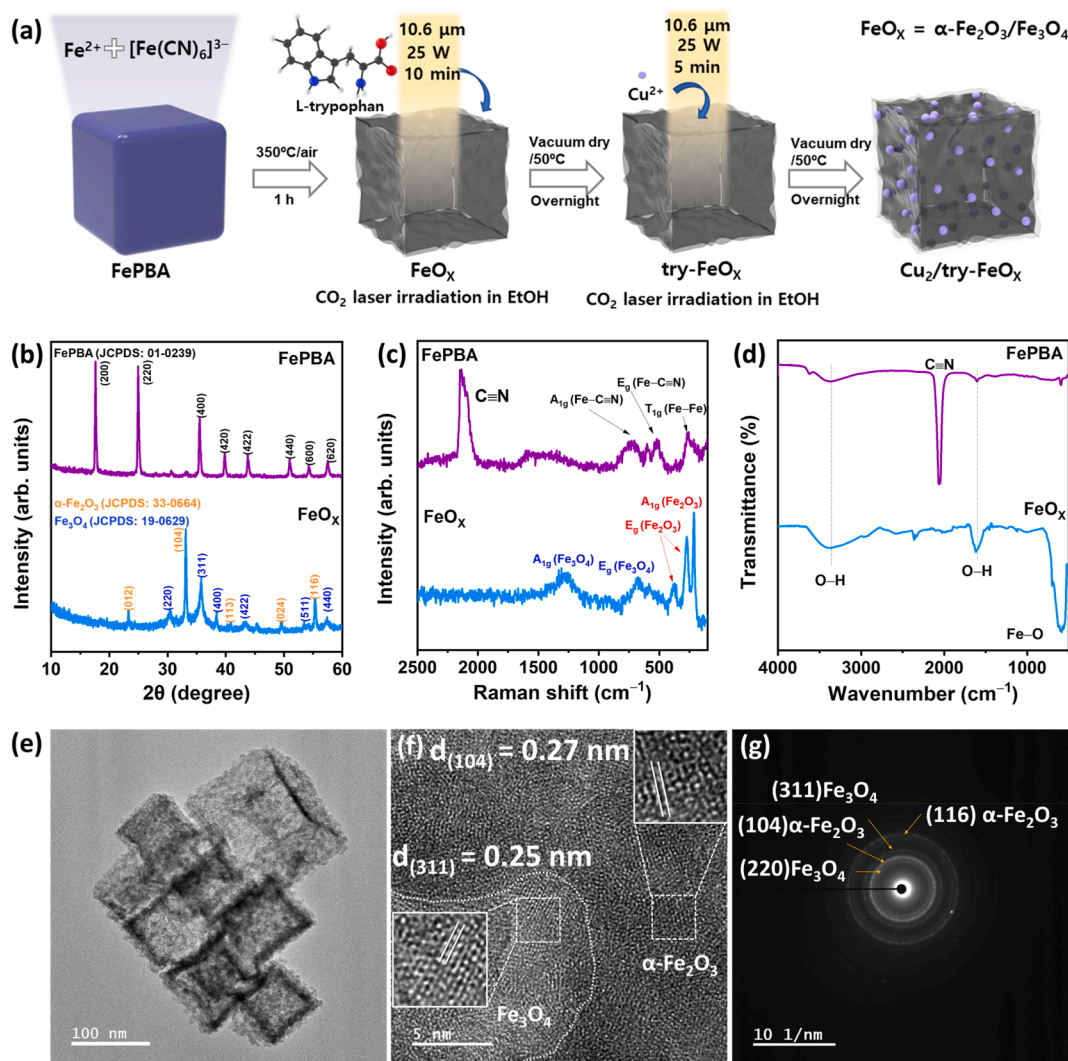 (a)
Fe²⁺ + [Fe(CN)₆]³⁻
FePBA
350ºC/air
1 h
L-trypophan
10.6 µm
25 W
10 min
FeOₓ
CO₂ laser irradiation in EtOH
Vacuum dry
/50ºC
Overnight
Cu²⁺
10.6 µm
25 W
5 min
try-FeOₓ
CO₂ laser irradiation in EtOH
Vacuum dry
/50ºC
Overnight
FeOₓ = α-Fe₂O₃/Fe₃O₄
Cu₂/try-FeOₓ
(b)
FePBA (JCPDS: 01-0239)
FePBA
(200)
(220)
(400)
(420)
(422)
(440)
(600)
(620)
α-Fe₂O₃ (JCPDS: 33-0664)
Fe₃O₄ (JCPDS: 19-0629)
FeOₓ
(012)
(220)
(104)
(311)
(400)
(113)
(422)
(024)
(511)
(116)
(440)
Intensity (arb. units)
10 20 30 40 50 60
2θ (degree)
(c)
FePBA
C≡N
A₁g (Fe–C≡N)
Eg (Fe–C≡N)
T₁g (Fe–Fe)
FeOₓ
A₁g (Fe₂O₃)
Eg (Fe₂O₃)
A₁g (Fe₃O₄)
Eg (Fe₃O₄)
Intensity (arb. units)
2500 1500 1000 500
Raman shift (cm⁻¹)
(d)
FePBA
C≡N
FeOₓ
O–H
O–H
Fe–O
Transmittance (%)
4000 3000 2000 1000
Wavenumber (cm⁻¹)
(e)
100 nm
(f)
d₍₁₀₄₎ = 0.27 nm
d₍₃₁₁₎ = 0.25 nm
α-Fe₂O₃
Fe₃O₄
5 nm
(g)
(311)Fe₃O₄
(116) α-Fe₂O₃
(104)α-Fe₂O₃
(220)Fe₃O₄
10 1/nm